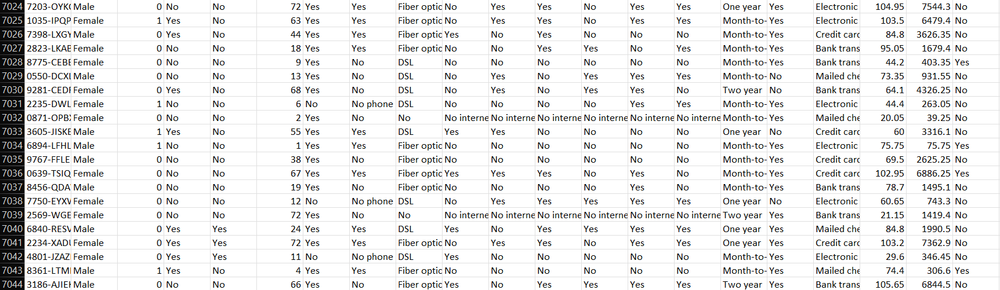 7024 7203-OYKC Male 0 No No 72 Yes Yes Fiber optic No Yes Yes No Yes Yes One year Yes Electronic 104.95 7544.3 No
7025 1035-IPQP Female 1 Yes No 63 Yes Yes Fiber optic No Yes Yes No Yes Yes Month-to- Yes Electronic 103.5 6479.4 No
7026 7398-LXGY Male 0 Yes No 44 Yes Yes Fiber optic Yes No Yes No No No Month-to- Yes Credit card 84.8 3626.35 No
7027 2823-LKAB Female 0 No No 18 Yes Yes Fiber optic No No Yes Yes No Yes Month-to- Yes Bank trans 95.05 1679.4 No
7028 8775-CEBB Female 0 No No 9 Yes No DSL No No No No No No Month-to- Yes Bank trans 44.2 403.35 Yes
7029 0550-DCXL Male 0 No No 13 Yes No DSL No Yes No Yes Yes Yes Month-to- No Mailed che 73.35 931.55 No
7030 9281-CEDF Female 0 Yes No 68 Yes No DSL No Yes No Yes Yes No Two year No Bank trans 64.1 4326.25 No
7031 2235-DWL Female 1 No No 6 No No phone DSL No No No No Yes Yes Month-to- Yes Electronic 44.4 263.05 No
7032 0871-OPBX Female 0 No No 2 Yes No No No interne No interne No interne No interne No interne No interne Month-to- Yes Mailed che 20.05 39.25 No
7033 3605-JISKB Male 1 Yes No 55 Yes Yes DSL Yes Yes No No No No One year No Credit card 60 3316.1 No
7034 6894-LFHL Male 1 No No 1 Yes Yes Fiber optic No No No No No No Month-to- Yes Electronic 75.75 75.75 Yes
7035 9767-FFLE Male 0 No No 38 Yes No Fiber optic No No No No No No Month-to- Yes Credit card 69.5 2625.25 No
7036 0639-TSIQ Female 0 No No 67 Yes Yes Fiber optic Yes Yes Yes No Yes No Month-to- Yes Credit card 102.95 6886.25 Yes
7037 8456-QDA Male 0 No No 19 Yes No Fiber optic No No No No Yes No Month-to- Yes Bank trans 78.7 1495.1 No
7038 7750-EYXV Female 0 No No 12 No No phone DSL No Yes Yes Yes Yes Yes One year No Electronic 60.65 743.3 No
7039 2569-WGE Female 0 No No 72 Yes No No No interne No interne No interne No interne No interne No interne Two year Yes Bank trans 21.15 1419.4 No
7040 6840-RESV Male 0 Yes Yes 24 Yes Yes DSL Yes No Yes Yes Yes Yes One year Yes Mailed che 84.8 1990.5 No
7041 2234-XADU Female 0 Yes Yes 72 Yes Yes Fiber optic No Yes Yes No Yes Yes One year Yes Credit card 103.2 7362.9 No
7042 4801-JZAZ Female 0 Yes Yes 11 No No phone DSL Yes No No No No No Month-to- Yes Electronic 29.6 346.45 No
7043 8361-LTM Male 1 Yes No 4 Yes Yes Fiber optic No No No No No No Month-to- Yes Mailed che 74.4 306.6 Yes
7044 3186-AJIEK Male 0 No No 66 Yes No Fiber optic Yes No Yes Yes Yes Yes Two year Yes Bank trans 105.65 6844.5 No